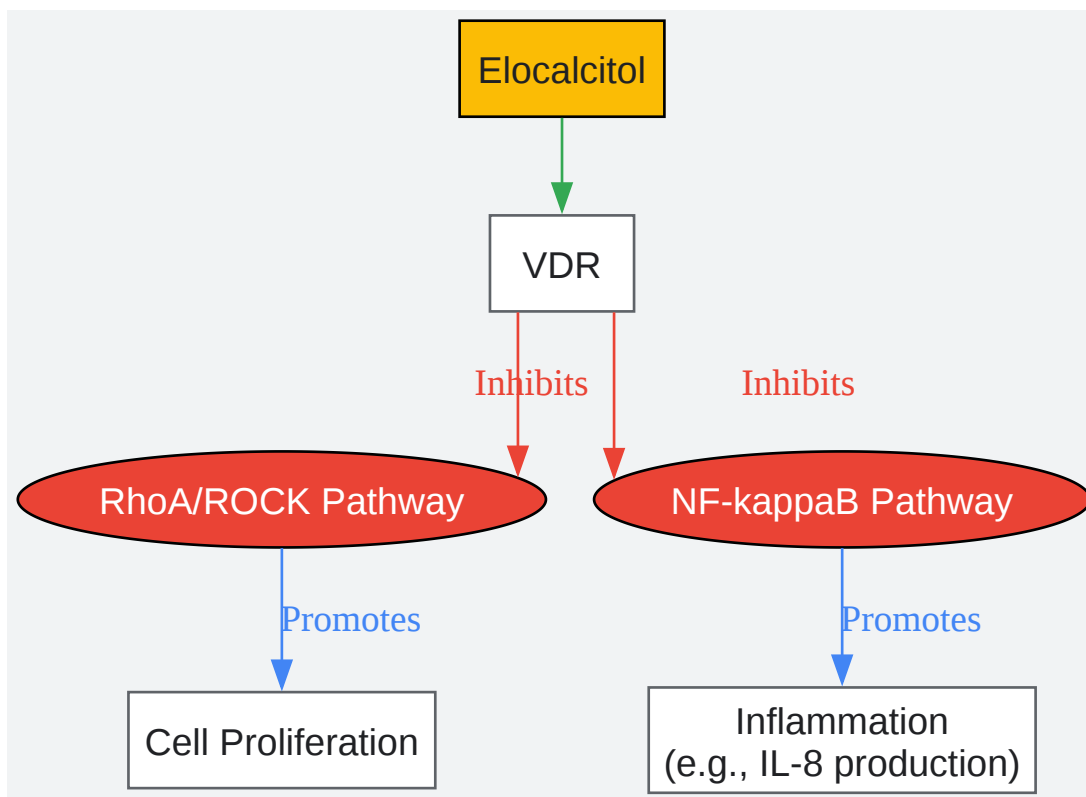 Elocalcitol
VDR
Inhibits
Inhibits
RhoA/ROCK Pathway
NF-kappaB Pathway
Promotes
Promotes
Cell Proliferation
Inflammation
(e.g., IL-8 production)